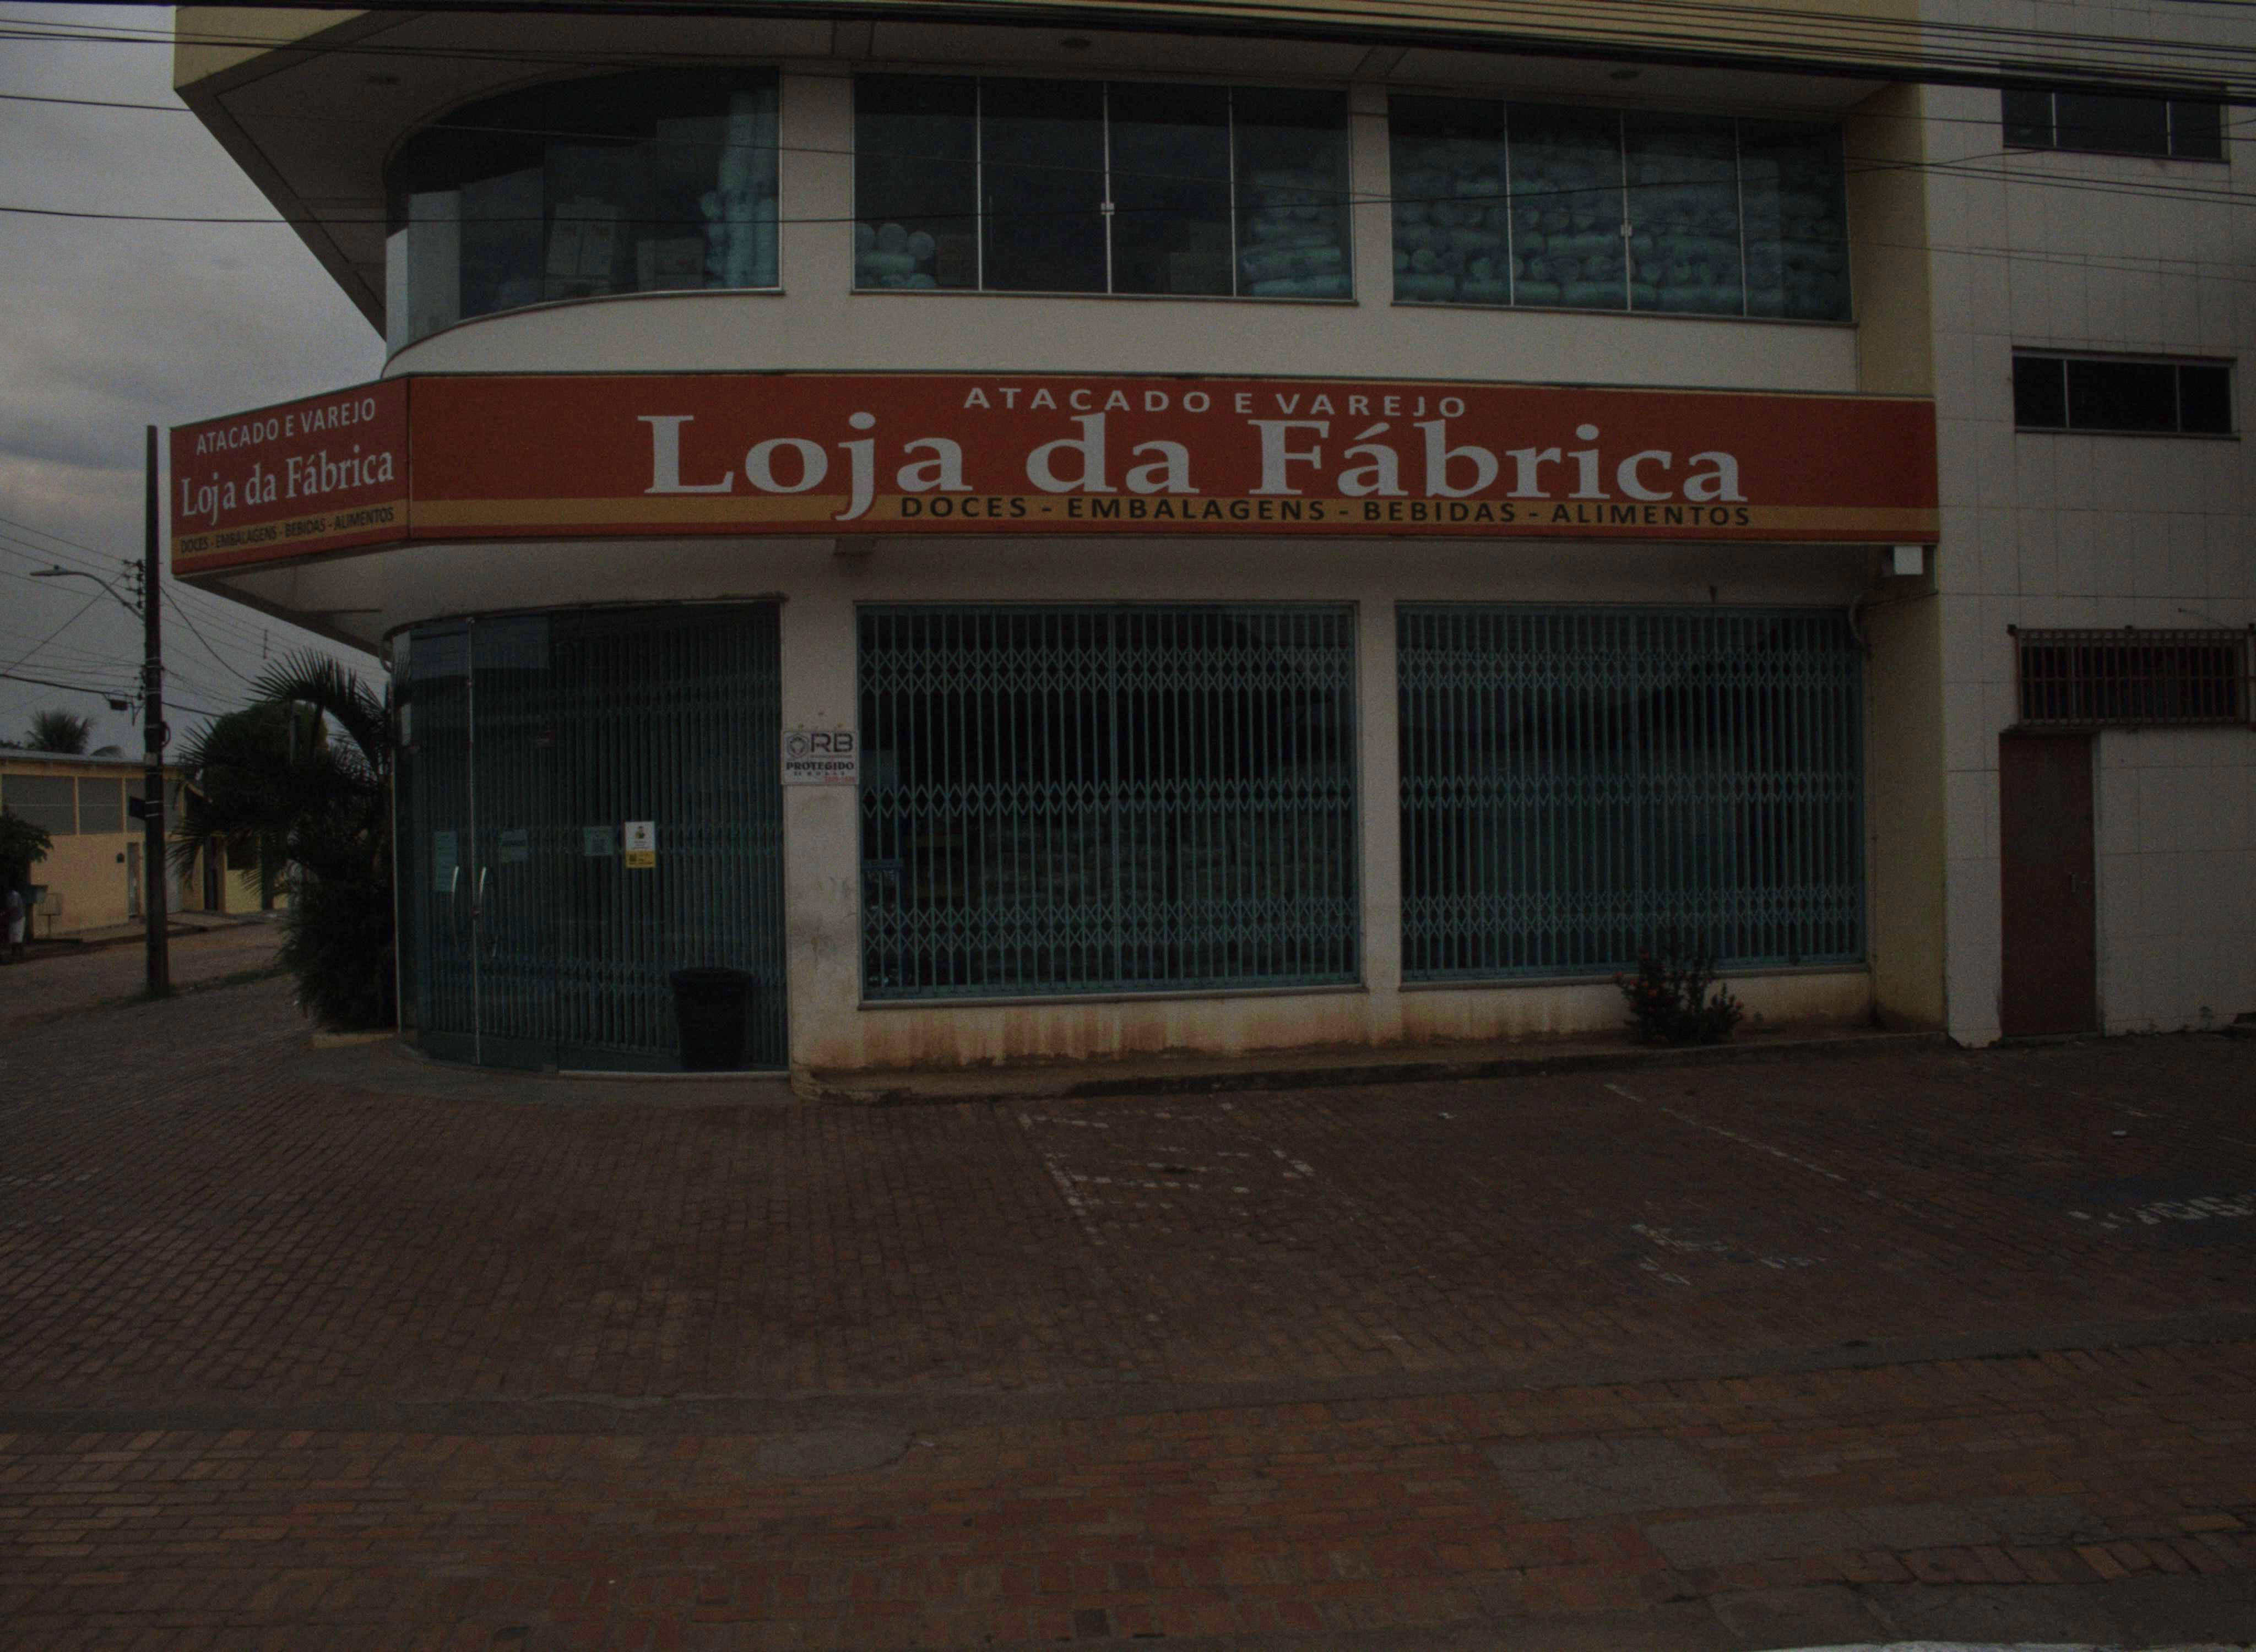 ATACADO E VAREJO
Loja da Fábrica
DOCES - EMBALAGENS - BEBIDAS - ALIMENTOS
ATACADO E VAREJO
Loja da Fábrica
DOCES - EMBALAGENS - BEBIDAS - ALIMENTOS
ORB
PROTEGIDO